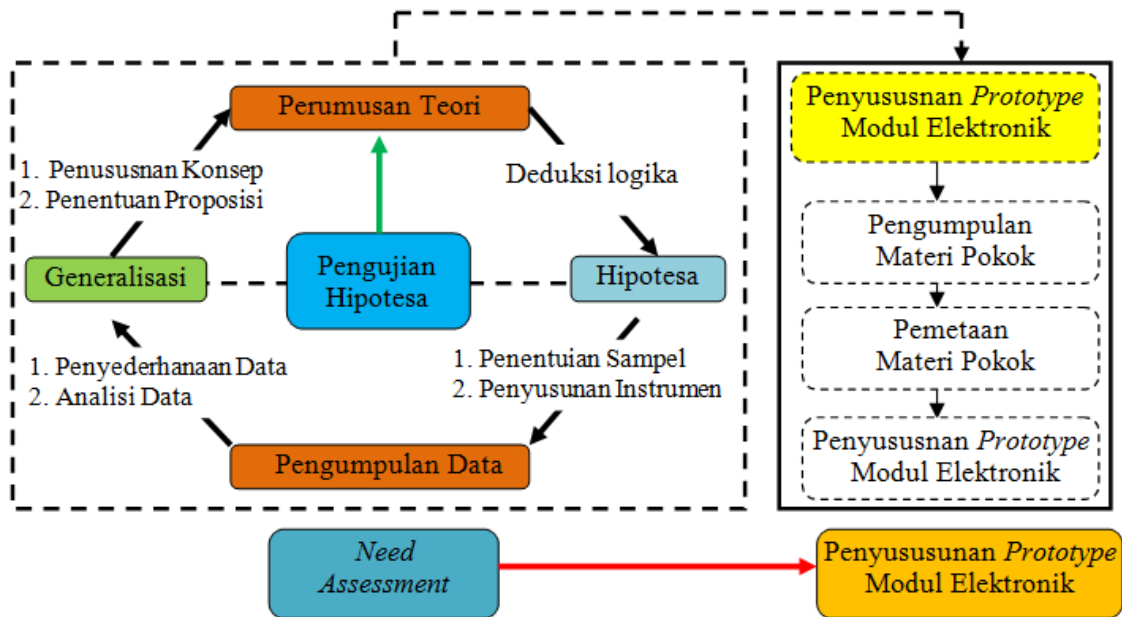 Perumusan Teori
1. Penususnan Konsep
2. Penentuan Proposisi
Deduksi logika
Generalisasi
Pengujian
Hipotesa
Hipotesa
1. Penyederhanaan Data
2. Analisi Data
1. Penentuian Sampel
2. Penyusunan Instrumen
Pengumpulan Data
Penyususnan Prototype
Modul Elektronik
Pengumpulan
Materi Pokok
Pemetaan
Materi Pokok
Penyususnan Prototype
Modul Elektronik
Need
Assessment
Penyususunan Prototype
Modul Elektronik